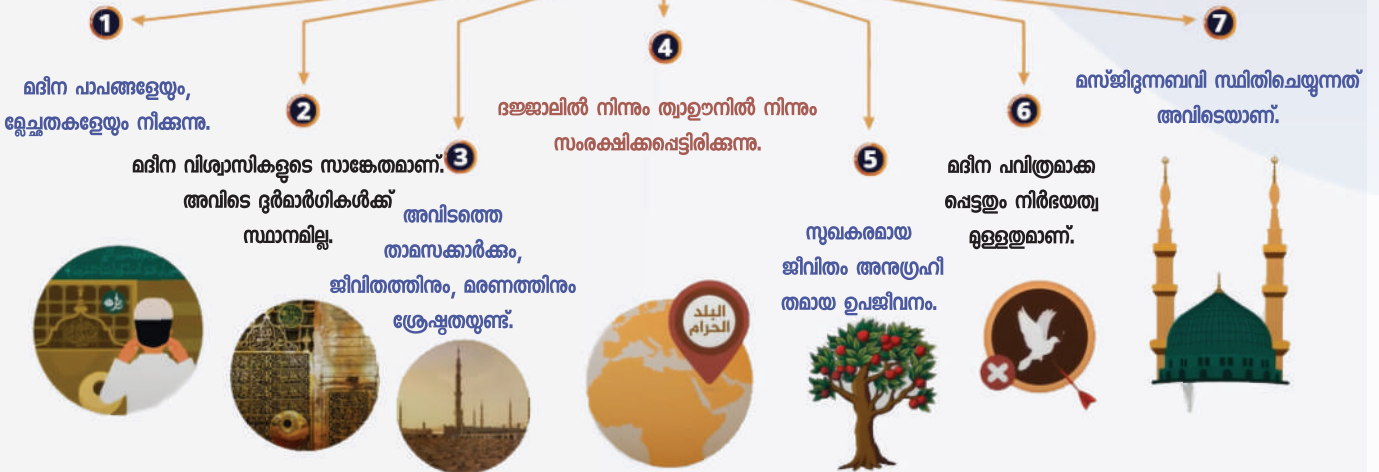 1
മദീന പാപങ്ങളേയും,
മ്ലേച്ഛതകളേയും നീക്കുന്നു.
2
മദീന വിശ്വാസികളുടെ സാങ്കേതമാണ്.
അവിടെ ദുർമാർഗികൾക്ക്
സ്ഥാനമില്ല.
3
അവിടത്തെ
താമസക്കാർക്കും,
ജീവിതത്തിനും, മരണത്തിനും
ശ്രേഷ്ഠതയുണ്ട്.
4
ദജ്ജാലിൽ നിന്നും ത്വാഊനിൽ നിന്നും
സംരക്ഷിക്കപ്പെട്ടിരിക്കുന്നു.
البلد
الحرام
5
സുഖകരമായ
ജീവിതം അനുഗ്രഹീ
തമായ ഉപജീവനം.
6
മദീന പവിത്രമാക്ക
പ്പെട്ടതും നിർഭയത്വ
മുള്ളതുമാണ്.
7
മസ്ജിദുന്നബവി സ്ഥിതിചെയ്യുന്നത്
അവിടെയാണ്.